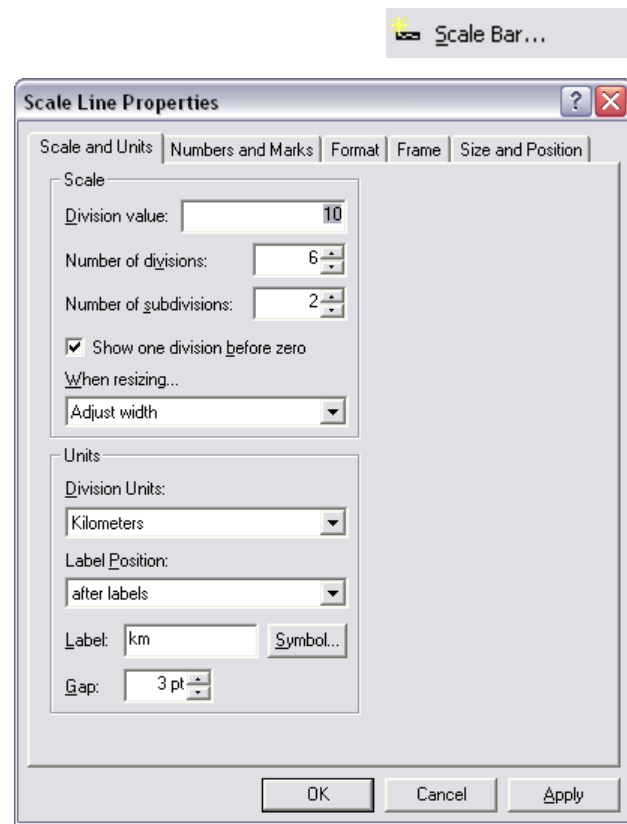 Scale Bar...
Scale Line Properties
?
Scale and Units Numbers and Marks Format Frame Size and Position
Scale
Division value: 10
Number of divisions: 6
Number of subdivisions: 2
Show one division before zero
When resizing...
Adjust width
Units
Division Units:
Kilometers
Label Position:
after labels
Label: km Symbol...
Gap: 3 pt
OK Cancel Apply